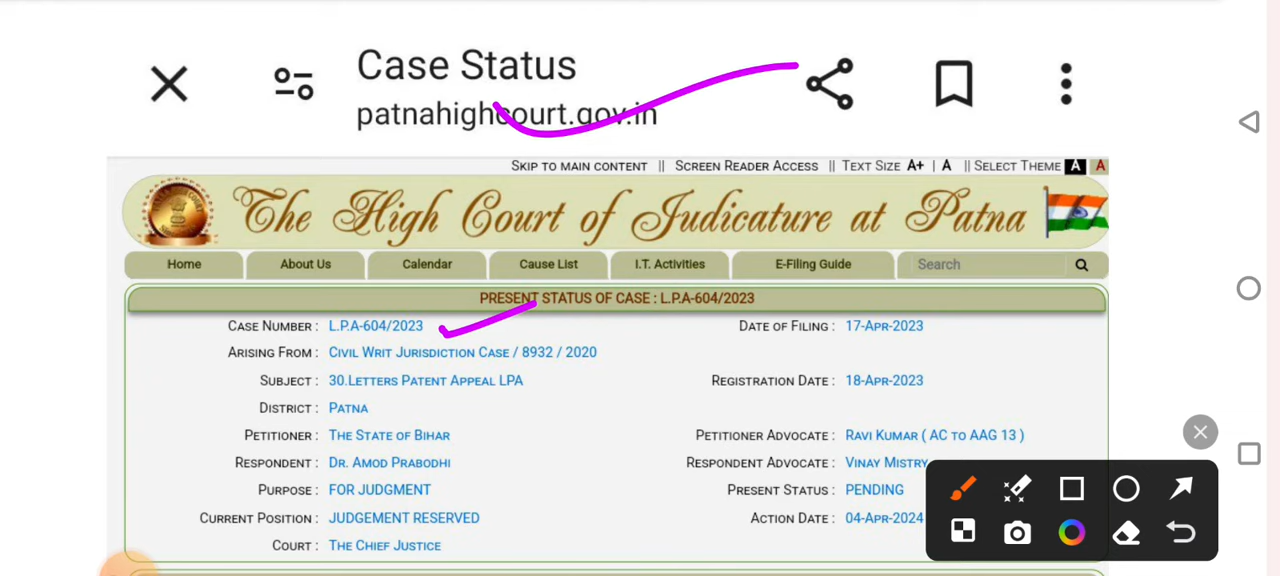 Case Status
patnahighcourt.gov.in
SKIP TO MAIN CONTENT || SCREEN READER ACCESS || TEXT SIZE A+ | A || SELECT THEME A A
The High Court of Judicature at Patna
Home About Us Calendar Cause List I.T. Activities E-Filing Guide Search
PRESENT STATUS OF CASE : L.P.A-604/2023
CASE NUMBER : L.P.A-604/2023 DATE OF FILING : 17-APR-2023
ARISING FROM : CIVIL WRIT JURISDICTION CASE / 8932 / 2020
SUBJECT : 30.LETTERS PATENT APPEAL LPA REGISTRATION DATE : 18-APR-2023
DISTRICT : PATNA
PETITIONER : THE STATE OF BIHAR PETITIONER ADVOCATE : RAVI KUMAR ( AC TO AAG 13 )
RESPONDENT : DR. AMOD PRABODHI RESPONDENT ADVOCATE : VINAY MISTRY
PURPOSE : FOR JUDGMENT PRESENT STATUS : PENDING
CURRENT POSITION : JUDGEMENT RESERVED ACTION DATE : 04-APR-2024
COURT : THE CHIEF JUSTICE